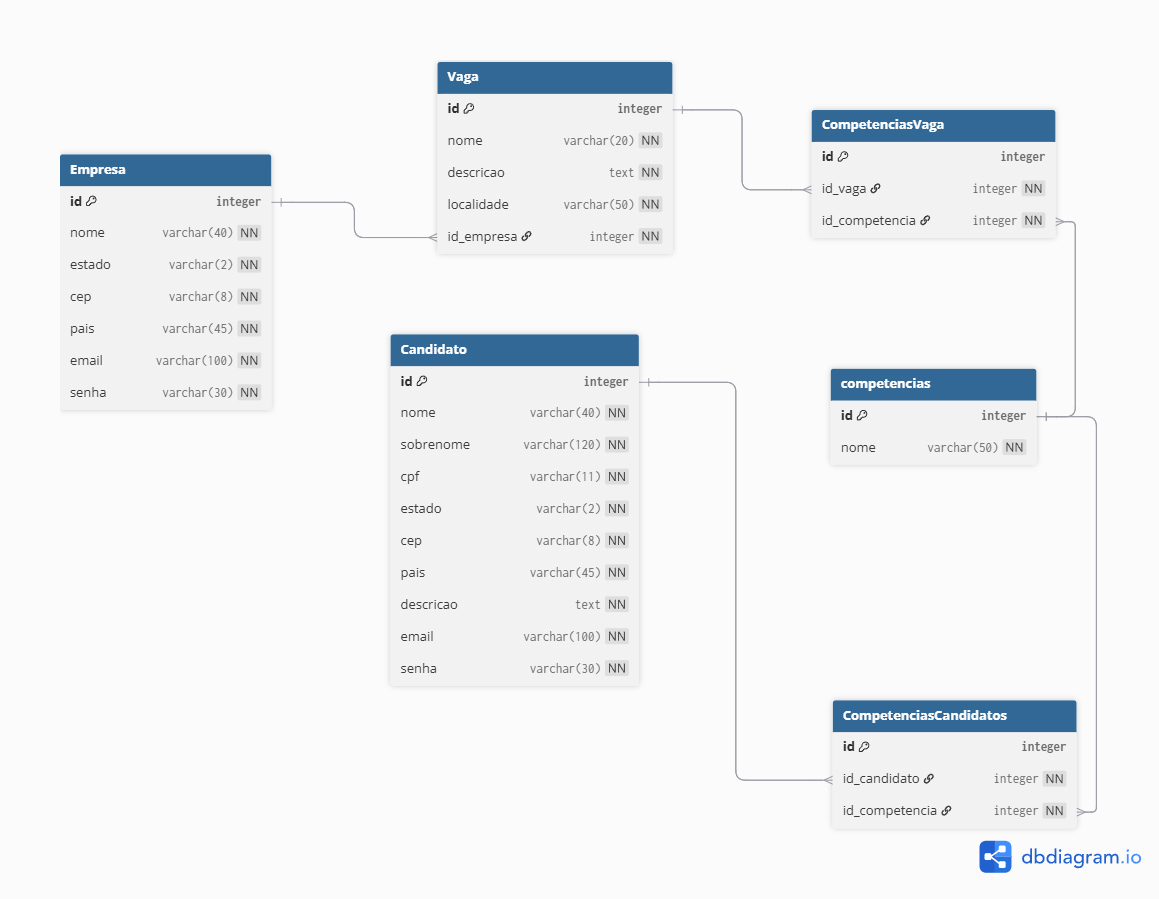 Vaga
id integer
nome varchar(20) NN
descricao text NN
localidade varchar(50) NN
id_empresa integer NN
CompetenciasVaga
id integer
id_vaga integer NN
id_competencia integer NN
Empresa
id integer
nome varchar(40) NN
estado varchar(2) NN
cep varchar(8) NN
pais varchar(45) NN
email varchar(100) NN
senha varchar(30) NN
Candidato
id integer
nome varchar(40) NN
sobrenome varchar(120) NN
cpf varchar(11) NN
estado varchar(2) NN
cep varchar(8) NN
pais varchar(45) NN
descricao text NN
email varchar(100) NN
senha varchar(30) NN
competencias
id integer
nome varchar(50) NN
CompetenciasCandidatos
id integer
id_candidato integer NN
id_competencia integer NN
dbdiagram.io